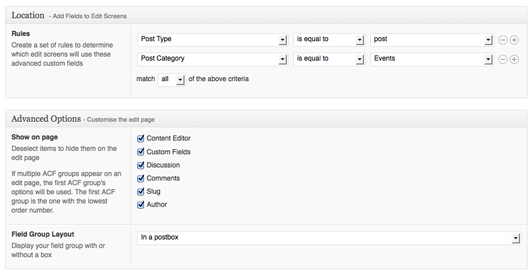 Location - Add Fields to Edit Screens
Rules
Create a set of rules to determine
which edit screens will use these
advanced custom fields
Post Type is equal to post
Post Category is equal to Events
match all of the above criteria
Advanced Options - Customise the edit page
Show on page
Deselect items to hide them on
the edit page
If multiple ACF groups appear on an
edit page, the first ACF group's
options will be used. The first ACF
group is the one with the lowest
order number.
Content Editor
Custom Fields
Discussion
Comments
Slug
Author
Field Group Layout
Display your field group with or
without a box
In a postbox